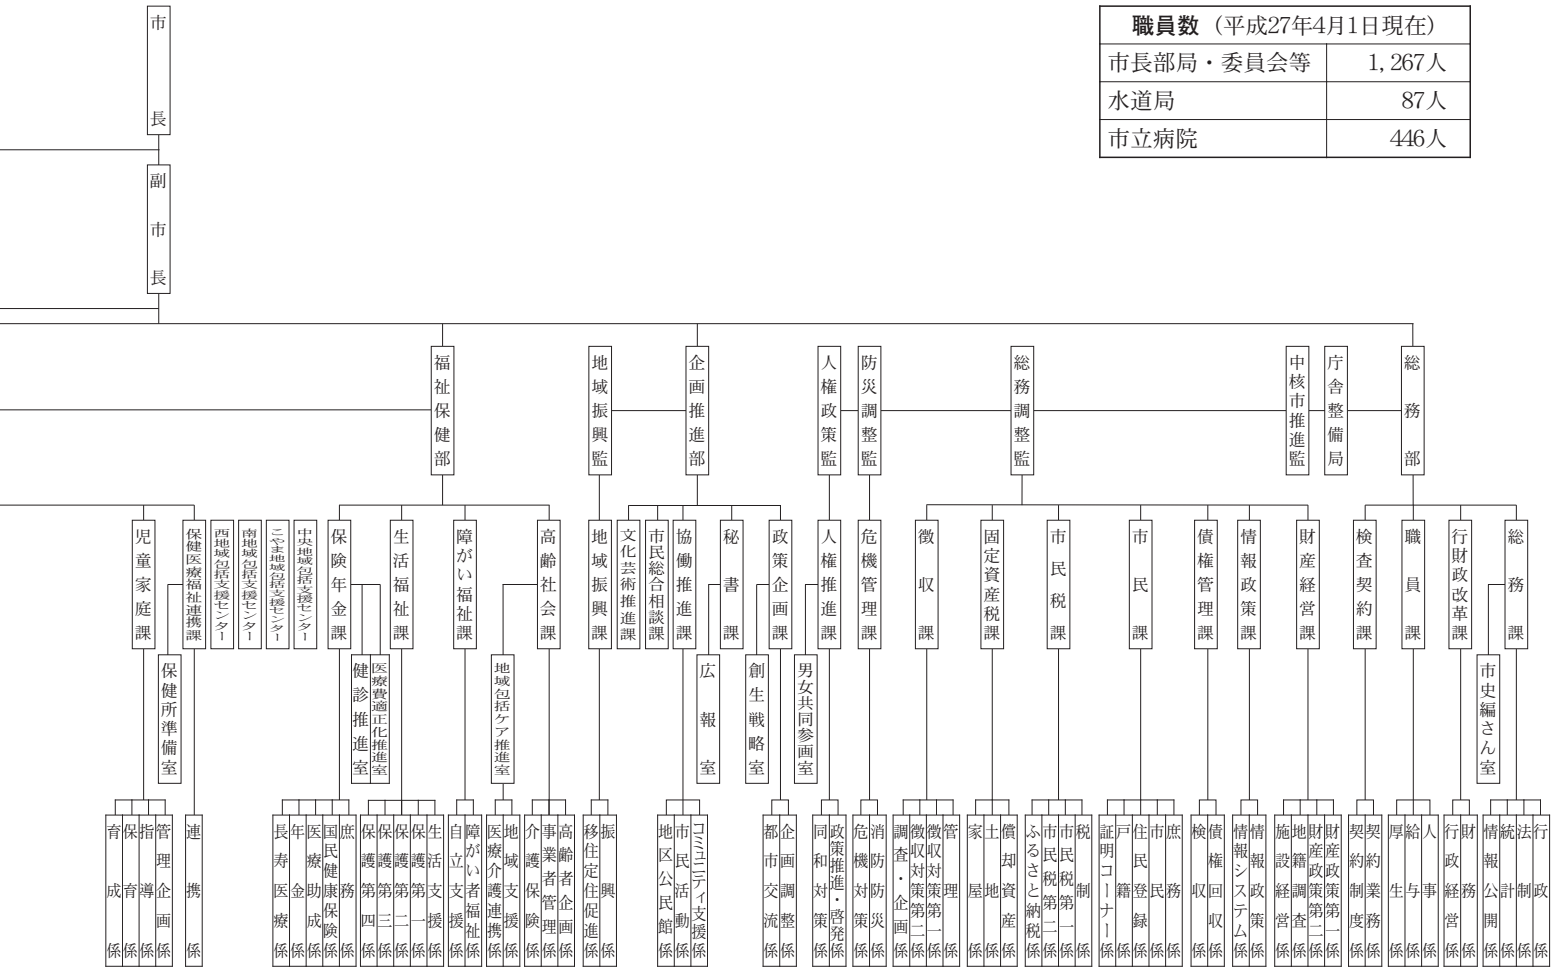 職員数（平成27年4月1日現在）
市長部局・委員会等 1,267人
水道局 87人
市立病院 446人
市長
副市長
総務部
庁舎整備局
中核市推進監
総務調整監
防災調整監
人権政策監
企画推進部
地域振興監
福祉保健部
総務課
行財政改革課
職員課
検査契約課
財産経営課
情報政策課
債権管理課
市民課
市民税課
固定資産税課
徴収課
危機管理課
人権推進課
政策企画課
秘書課
協働推進課
市民総合相談課
文化芸術推進課
地域振興課
高齢社会課
障がい福祉課
生活福祉課
保険年金課
中央地域包括支援センター
こやま地域包括支援センター
南地域包括支援センター
西地域包括支援センター
保健医療福祉連携課
児童家庭課
市史編さん室
男女共同参画室
創生戦略室
広報室
地域包括ケア推進室
医療費適正化推進室
健診推進室
保健所準備室
行政係
法制係
統計係
情報公開係
財務係
行政経営係
人事係
給与係
厚生係
契約業務係
契約制度係
財産政策第一係
財産政策第二係
地籍調査係
施設経営係
情報政策係
情報システム係
債権回収係
検収係
庶務係
市民係
住民登録係
戸籍係
証明コーナー係
税制係
市民税第一係
市民税第二係
ふるさと納税係
償却資産係
土地係
家屋係
管理係
徴収対策第一係
徴収対策第二係
調査・企画係
消防防災係
危機対策係
政策推進・啓発係
同和対策係
企画調整係
都市交流係
コミュニティ支援係
市民活動係
地区公民館係
振興係
移住定住促進係
高齢者企画係
事業者管理係
介護保険係
地域支援係
医療介護連携係
障がい者福祉係
自立支援係
生活支援係
保護第一係
保護第二係
保護第三係
保護第四係
庶務係
国民健康保険係
医療助成係
年金係
長寿医療係
連携係
管理企画係
指導係
保育係
育成係